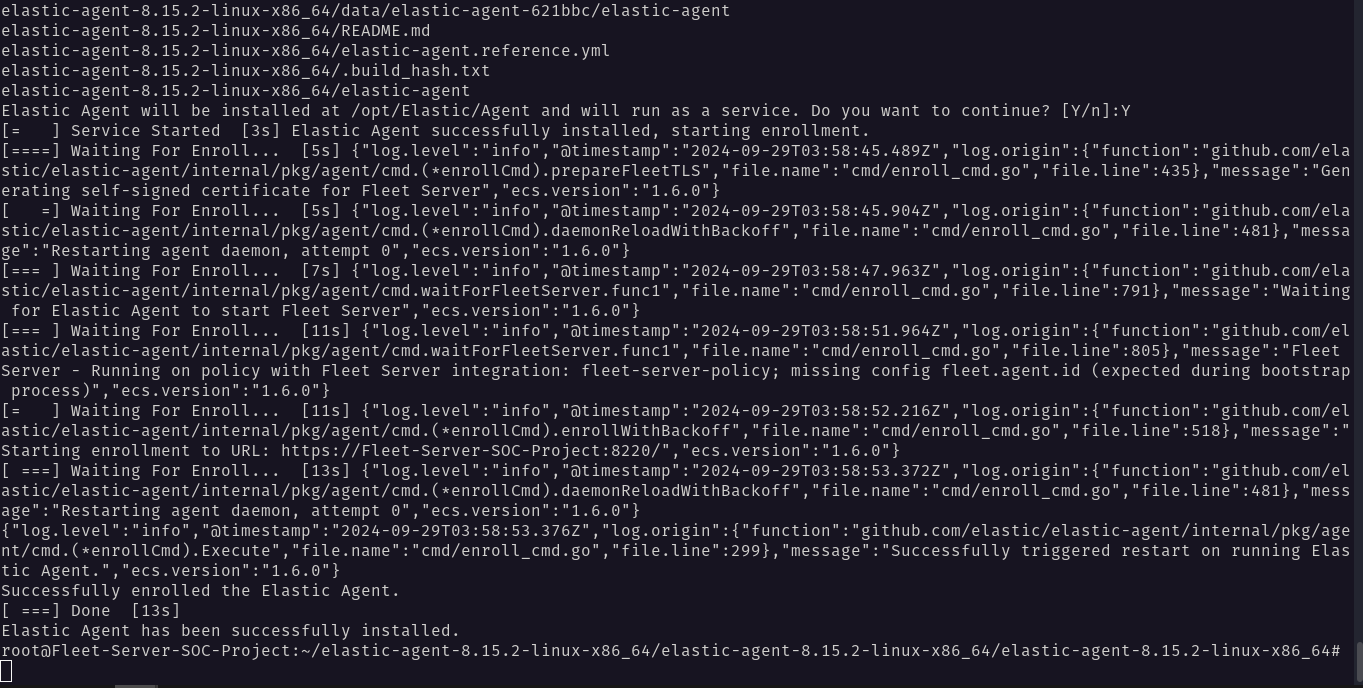 elastic-agent-8.15.2-linux-x86_64/data/elastic-agent-621bbc/elastic-agent
elastic-agent-8.15.2-linux-x86_64/README.md
elastic-agent-8.15.2-linux-x86_64/elastic-agent.reference.yml
elastic-agent-8.15.2-linux-x86_64/.build_hash.txt
elastic-agent-8.15.2-linux-x86_64/elastic-agent
Elastic Agent will be installed at /opt/Elastic/Agent and will run as a service. Do you want to continue? [Y/n]:Y
[=   ] Service Started  [3s] Elastic Agent successfully installed, starting enrollment.
[====] Waiting For Enroll...  [5s] {"log.level":"info","@timestamp":"2024-09-29T03:58:45.489Z","log.origin":{"function":"github.com/ela
stic/elastic-agent/internal/pkg/agent/cmd.(*enrollCmd).prepareFleetTLS","file.name":"cmd/enroll_cmd.go","file.line":435},"message":"Gen
erating self-signed certificate for Fleet Server","ecs.version":"1.6.0"}
[   =] Waiting For Enroll...  [5s] {"log.level":"info","@timestamp":"2024-09-29T03:58:45.904Z","log.origin":{"function":"github.com/ela
stic/elastic-agent/internal/pkg/agent/cmd.(*enrollCmd).daemonReloadWithBackoff","file.name":"cmd/enroll_cmd.go","file.line":481},"messa
ge":"Restarting agent daemon, attempt 0","ecs.version":"1.6.0"}
[=== ] Waiting For Enroll...  [7s] {"log.level":"info","@timestamp":"2024-09-29T03:58:47.963Z","log.origin":{"function":"github.com/ela
stic/elastic-agent/internal/pkg/agent/cmd.waitForFleetServer.func1","file.name":"cmd/enroll_cmd.go","file.line":791},"message":"Waiting
 for Elastic Agent to start Fleet Server","ecs.version":"1.6.0"}
[=== ] Waiting For Enroll...  [11s] {"log.level":"info","@timestamp":"2024-09-29T03:58:51.964Z","log.origin":{"function":"github.com/el
astic/elastic-agent/internal/pkg/agent/cmd.waitForFleetServer.func1","file.name":"cmd/enroll_cmd.go","file.line":805},"message":"Fleet
Server - Running on policy with Fleet Server integration: fleet-server-policy; missing config fleet.agent.id (expected during bootstrap
 process)","ecs.version":"1.6.0"}
[=   ] Waiting For Enroll...  [11s] {"log.level":"info","@timestamp":"2024-09-29T03:58:52.216Z","log.origin":{"function":"github.com/el
astic/elastic-agent/internal/pkg/agent/cmd.(*enrollCmd).enrollWithBackoff","file.name":"cmd/enroll_cmd.go","file.line":518},"message":"
Starting enrollment to URL: https://Fleet-Server-SOC-Project:8220/","ecs.version":"1.6.0"}
[ ===] Waiting For Enroll...  [13s] {"log.level":"info","@timestamp":"2024-09-29T03:58:53.372Z","log.origin":{"function":"github.com/el
astic/elastic-agent/internal/pkg/agent/cmd.(*enrollCmd).daemonReloadWithBackoff","file.name":"cmd/enroll_cmd.go","file.line":481},"mess
age":"Restarting agent daemon, attempt 0","ecs.version":"1.6.0"}
{"log.level":"info","@timestamp":"2024-09-29T03:58:53.376Z","log.origin":{"function":"github.com/elastic/elastic-agent/internal/pkg/age
nt/cmd.(*enrollCmd).Execute","file.name":"cmd/enroll_cmd.go","file.line":299},"message":"Successfully triggered restart on running Elas
tic Agent.","ecs.version":"1.6.0"}
Successfully enrolled the Elastic Agent.
[ ===] Done  [13s]
Elastic Agent has been successfully installed.
root@Fleet-Server-SOC-Project:~/elastic-agent-8.15.2-linux-x86_64/elastic-agent-8.15.2-linux-x86_64/elastic-agent-8.15.2-linux-x86_64#